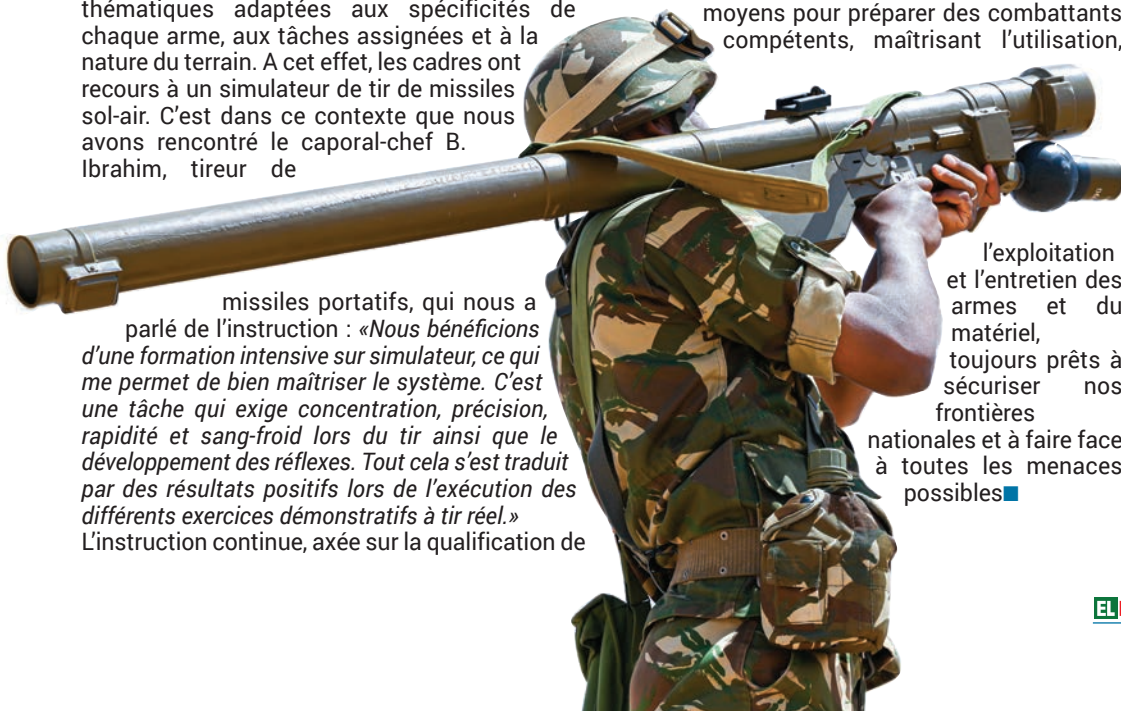 thématiques adaptées aux spécificités de
chaque arme, aux tâches assignées et à la
nature du terrain. A cet effet, les cadres ont
recours à un simulateur de tir de missiles
sol-air. C’est dans ce contexte que nous
avons rencontré le caporal-chef B.
Ibrahim, tireur de
missiles portatifs, qui nous a
parlé de l’instruction : «Nous bénéficions
d’une formation intensive sur simulateur, ce qui
me permet de bien maîtriser le système. C’est
une tâche qui exige concentration, précision,
rapidité et sang-froid lors du tir ainsi que le
développement des réflexes. Tout cela s’est traduit
par des résultats positifs lors de l’exécution des
différents exercices démonstratifs à tir réel.»
L’instruction continue, axée sur la qualification de
moyens pour préparer des combattants
compétents, maîtrisant l’utilisation,
l’exploitation
et l’entretien des
armes et du
matériel,
toujours prêts à
sécuriser nos
frontières
nationales et à faire face
à toutes les menaces
possibles■
EL